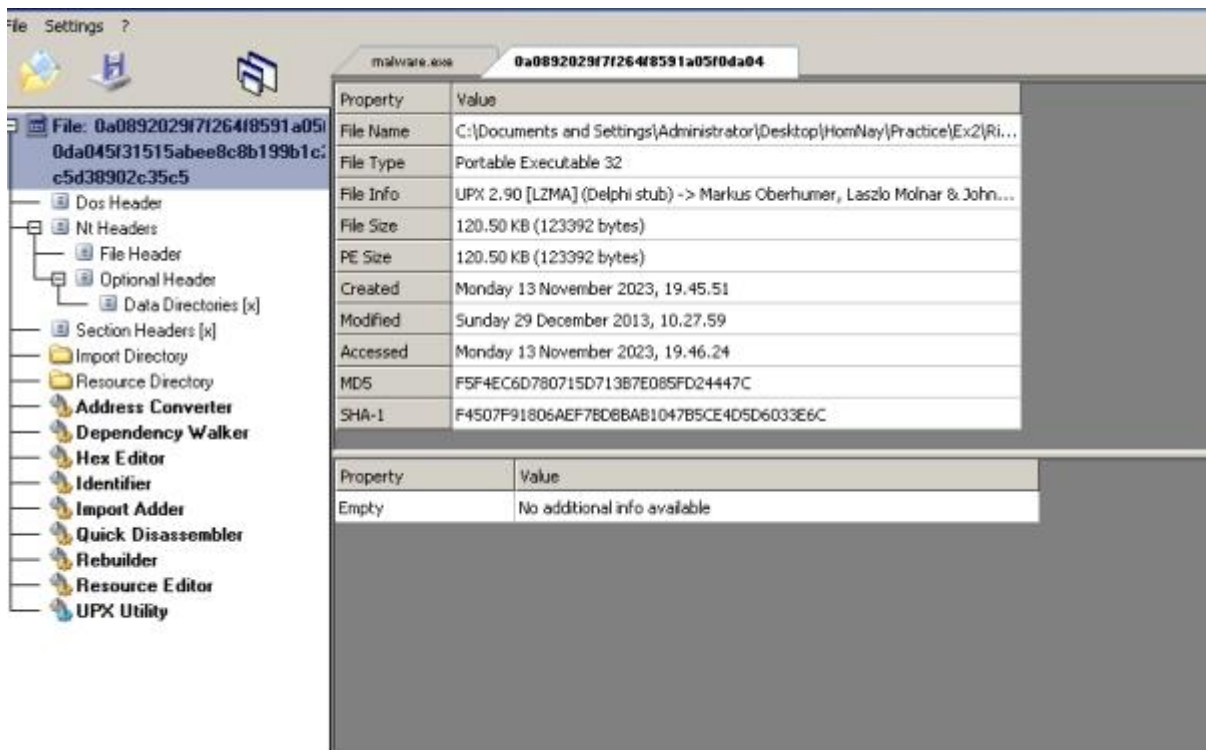 File Settings ?
malware.exe
0a0892029f7f264f8591a05f0da04
File: 0a0892029f7f264f8591a05
0da045f31515abee8c8b199b1c
c5d38902c35c5
Dos Header
Nt Headers
File Header
Optional Header
Data Directories [x]
Section Headers [x]
Import Directory
Resource Directory
Address Converter
Dependency Walker
Hex Editor
Identifier
Import Adder
Quick Disassembler
Rebuilder
Resource Editor
UPX Utility
Property Value
File Name C:\Documents and Settings\Administrator\Desktop\HomNay\Practice\Ex2\Ri...
File Type Portable Executable 32
File Info UPX 2.90 [LZMA] (Delphi stub) -> Markus Oberhumer, Laszlo Molnar & John...
File Size 120.50 KB (123392 bytes)
PE Size 120.50 KB (123392 bytes)
Created Monday 13 November 2023, 19.45.51
Modified Sunday 29 December 2013, 10.27.59
Accessed Monday 13 November 2023, 19.46.24
MD5 F5F4EC6D780715D713B7E085FD24447C
SHA-1 F4507F91806AEF7BD8BAB1047B5CE4D5D6033E6C
Property Value
Empty No additional info available